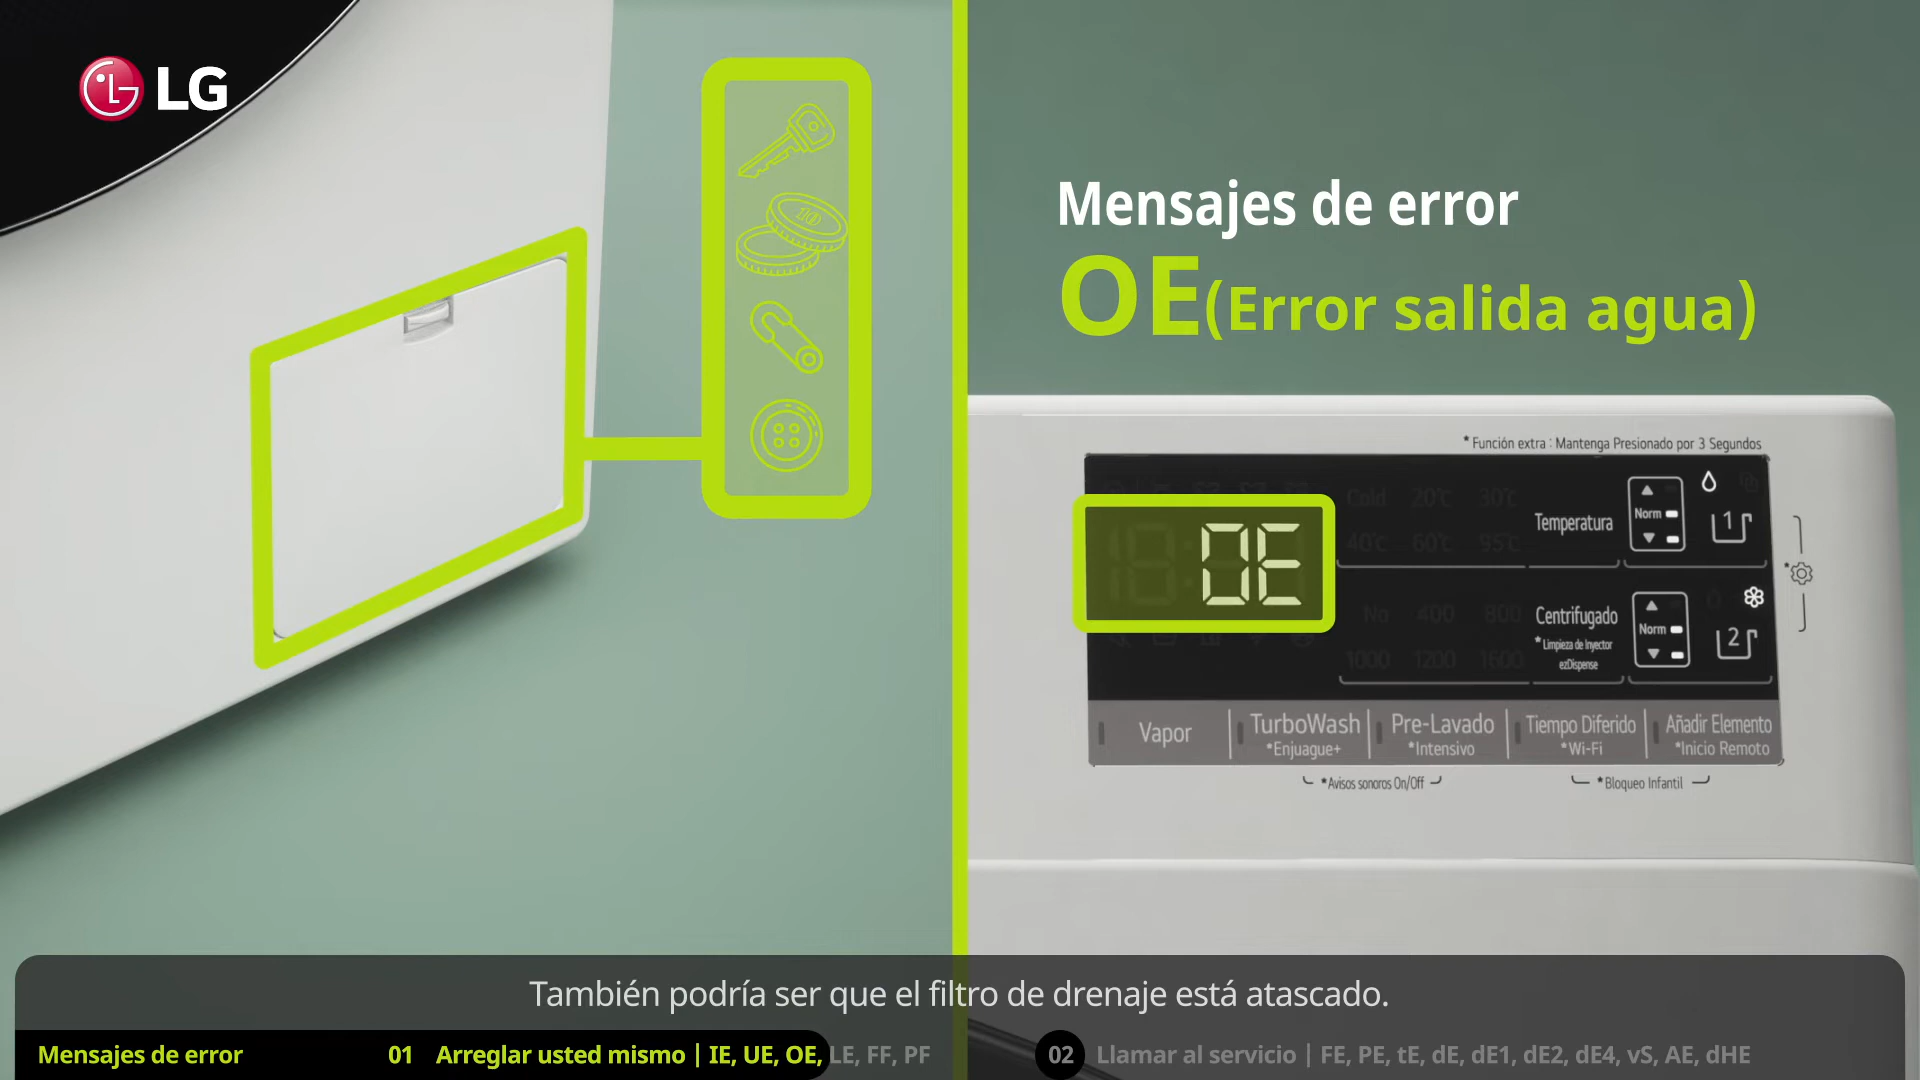 LG
Mensajes de error
OE(Error salida agua)
* Función extra : Mantenga Presionado por 3 Segundos
Cold 20℃ 30℃
40℃ 60℃ 95℃
Temperatura
Norm
1
OE
No 400 800
1000 1200 1600
Centrifugado
* Limpieza de Inyector
ezDispense
Norm
2
Vapor
TurboWash
*Enjuague+
Pre-Lavado
*Intensivo
Tiempo Diferido
*Wi-Fi
Añadir Elemento
*Inicio Remoto
*Avisos sonoros On/Off
*Bloqueo Infantil
También podría ser que el filtro de drenaje está atascado.
Mensajes de error 01 Arreglar usted mismo | IE, UE, OE, LE, FF, PF 02 Llamar al servicio | FE, PE, tE, dE, dE1, dE2, dE4, vS, AE, dHE